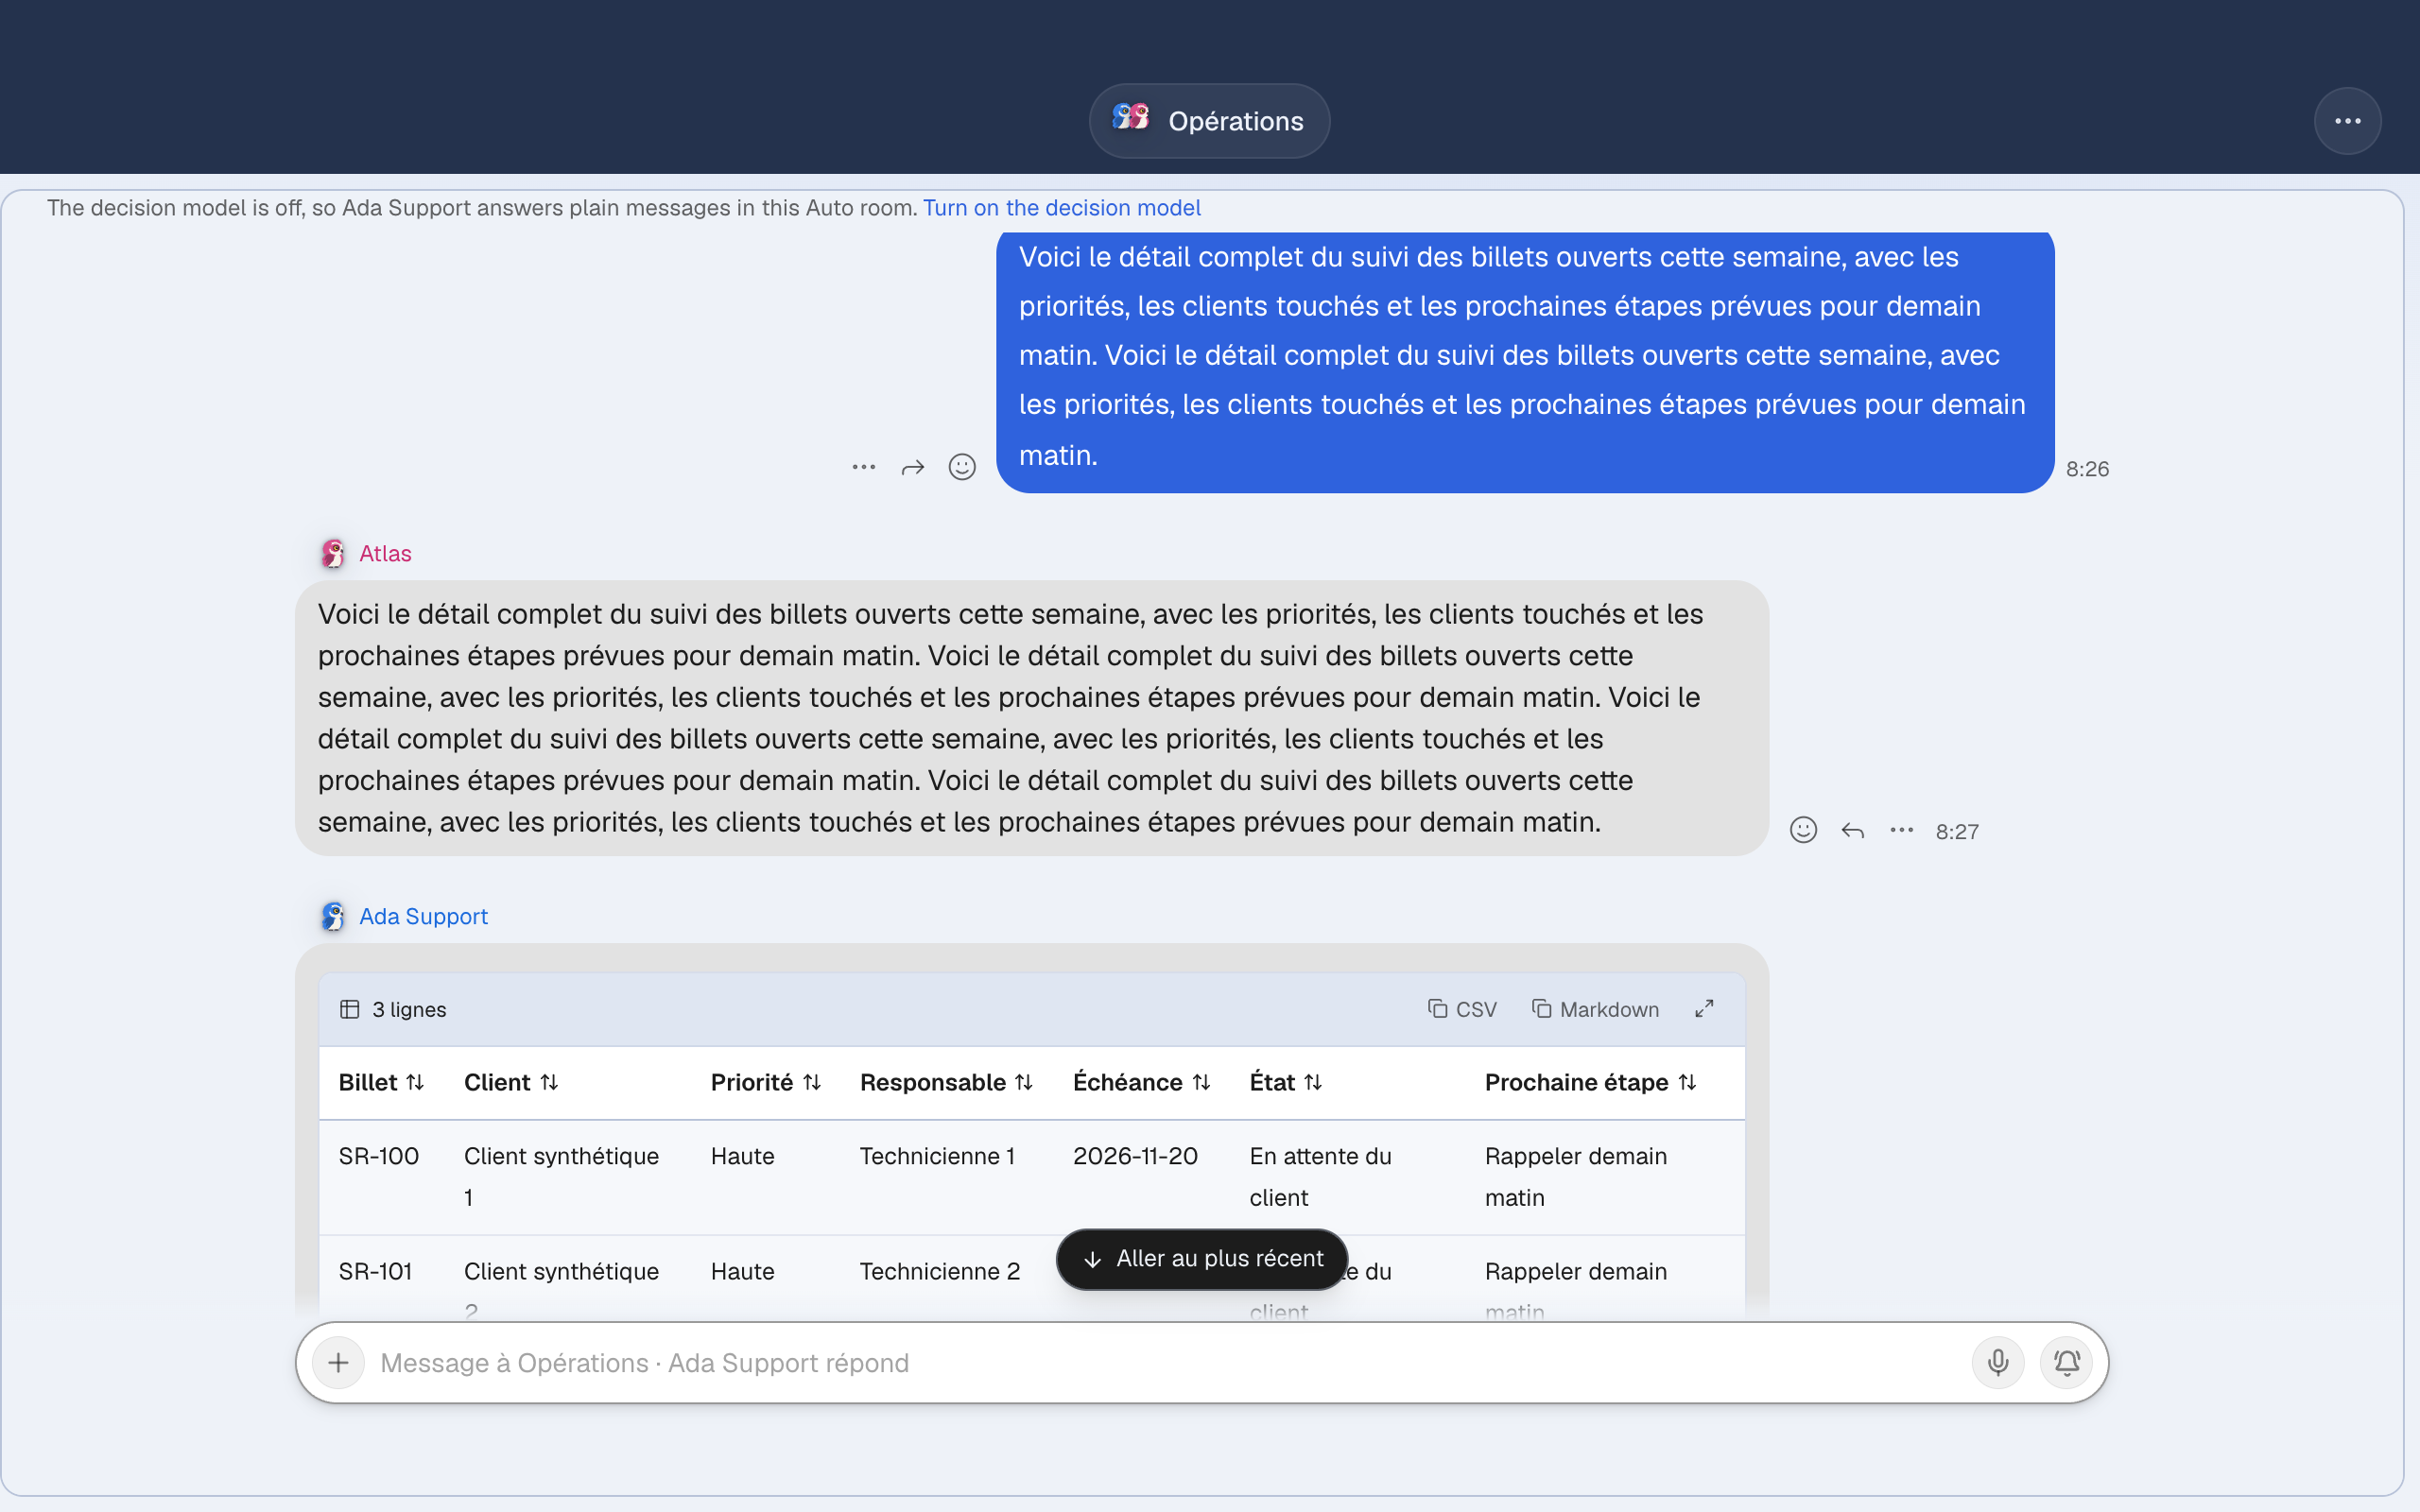 Opérations
The decision model is off, so Ada Support answers plain messages in this Auto room. Turn on the decision model
Voici le détail complet du suivi des billets ouverts cette semaine, avec les
priorités, les clients touchés et les prochaines étapes prévues pour demain
matin. Voici le détail complet du suivi des billets ouverts cette semaine, avec
les priorités, les clients touchés et les prochaines étapes prévues pour demain
matin.
8:26
Atlas
Voici le détail complet du suivi des billets ouverts cette semaine, avec les priorités, les clients touchés et les
prochaines étapes prévues pour demain matin. Voici le détail complet du suivi des billets ouverts cette
semaine, avec les priorités, les clients touchés et les prochaines étapes prévues pour demain matin. Voici le
détail complet du suivi des billets ouverts cette semaine, avec les priorités, les clients touchés et les
prochaines étapes prévues pour demain matin. Voici le détail complet du suivi des billets ouverts cette
semaine, avec les priorités, les clients touchés et les prochaines étapes prévues pour demain matin.
8:27
Ada Support
3 lignes CSV Markdown
Billet Client Priorité Responsable Échéance État Prochaine étape
SR-100 Client synthétique Haute Technicienne 1 2026-11-20 En attente du Rappeler demain
1 client matin
SR-101 Client synthétique Haute Technicienne 2 du Rappeler demain
2 client matin
Aller au plus récent
Message à Opérations · Ada Support répond